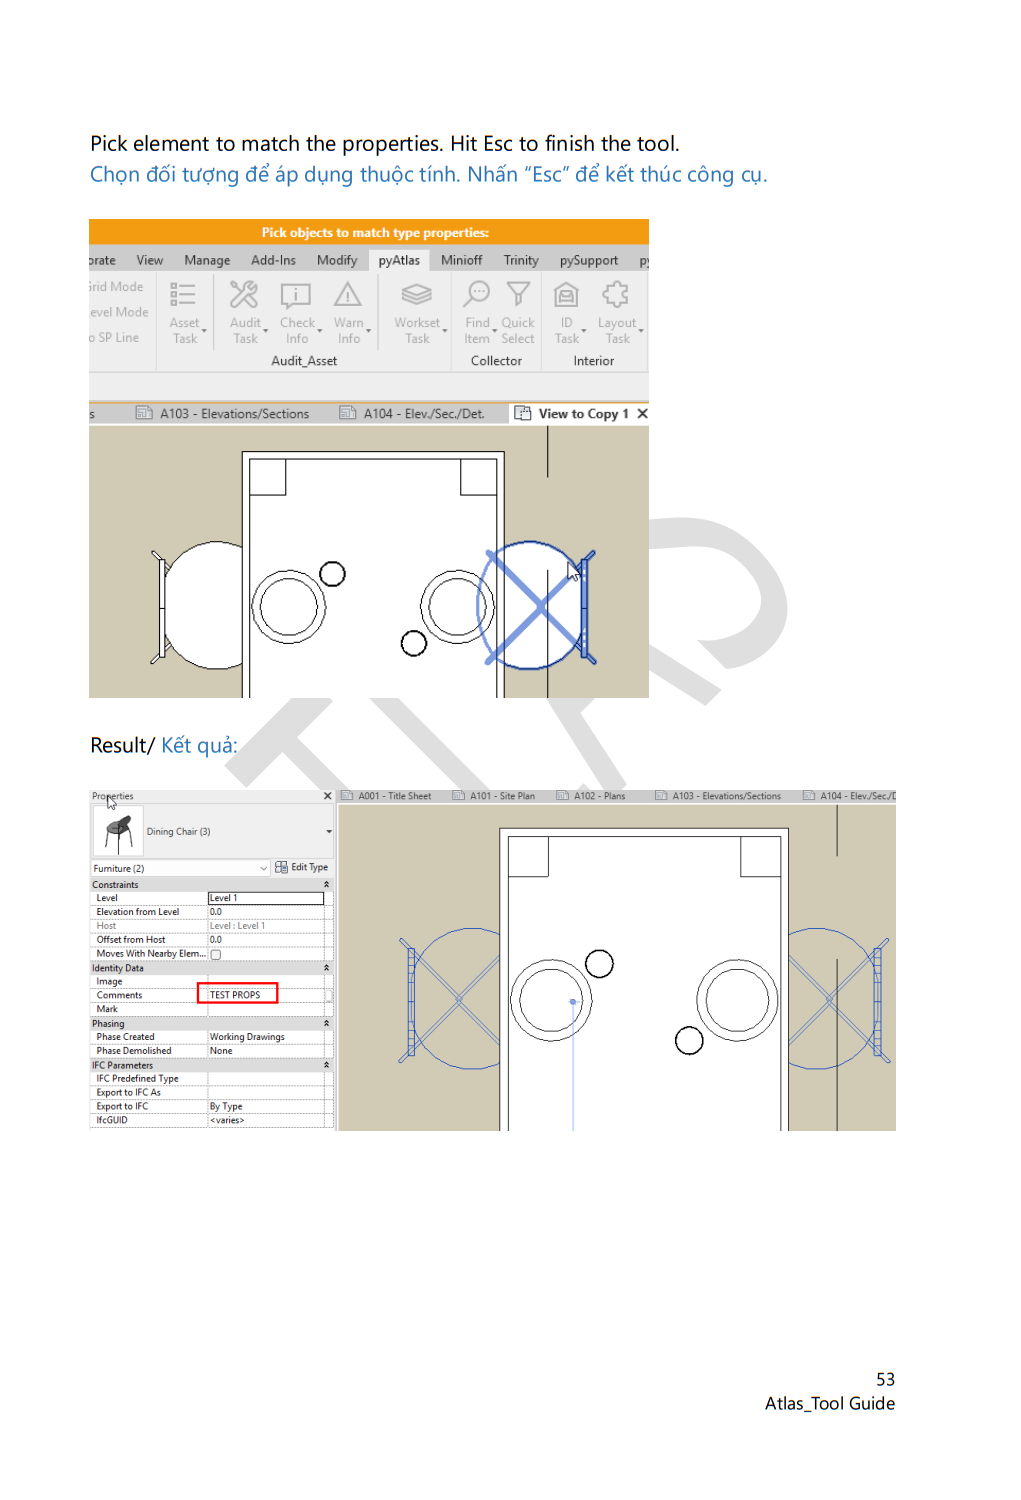 Pick element to match the properties. Hit Esc to finish the tool.
Chọn đối tượng để áp dụng thuộc tính. Nhấn “Esc” để kết thúc công cụ.
Pick objects to match type properties:
orate View Manage Add-Ins Modify pyAtlas Minioff Trinity pySupport
Grid Mode
Level Mode
o SP Line
Asset Task
Audit Task
Check Info
Warn Info
Workset Task
Find Item
Quick Select
ID Task
Layout Task
Audit_Asset Collector Interior
s A103 - Elevations/Sections A104 - Elev./Sec./Det. View to Copy 1
Result/ Kết quả:
Properties
A001 - Title Sheet A101 - Site Plan A102 - Plans A103 - Elevations/Sections A104 - Elev./Sec./D
Dining Chair (3)
Furniture (2) Edit Type
Constraints
Level Level 1
Elevation from Level 0.0
Host Level : Level 1
Offset from Host 0.0
Moves With Nearby Elem...
Identity Data
Image
Comments TEST PROPS
Mark
Phasing
Phase Created Working Drawings
Phase Demolished None
IFC Parameters
IFC Predefined Type
Export to IFC As
Export to IFC By Type
IfcGUID <varies>
53
Atlas_Tool Guide